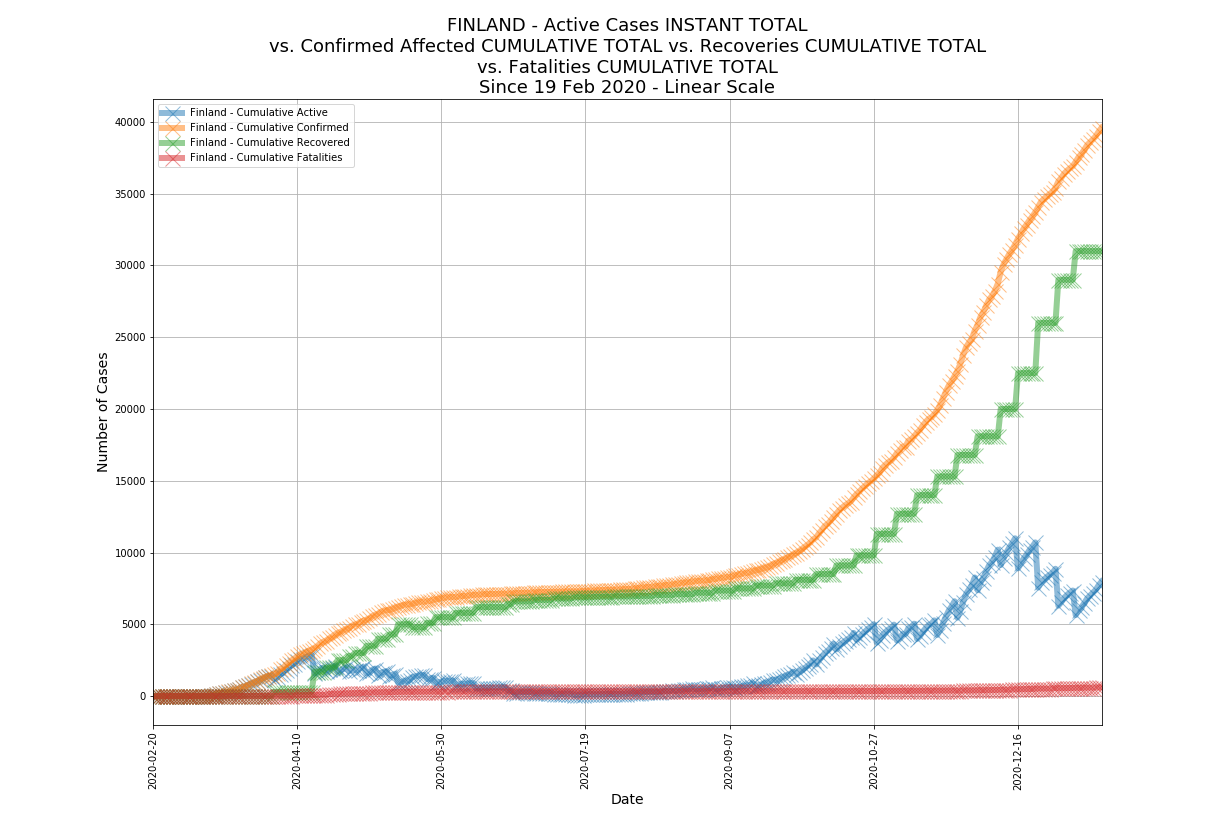 FINLAND - Active Cases INSTANT TOTAL
vs. Confirmed Affected CUMULATIVE TOTAL vs. Recoveries CUMULATIVE TOTAL
vs. Fatalities CUMULATIVE TOTAL
Since 19 Feb 2020 - Linear Scale
Finland - Cumulative Active
Finland - Cumulative Confirmed
Finland - Cumulative Recovered
Finland - Cumulative Fatalities
Number of Cases
40000
35000
30000
25000
20000
15000
10000
5000
0
2020-02-20
2020-04-10
2020-05-30
2020-07-19
2020-09-07
2020-10-27
2020-12-16
Date